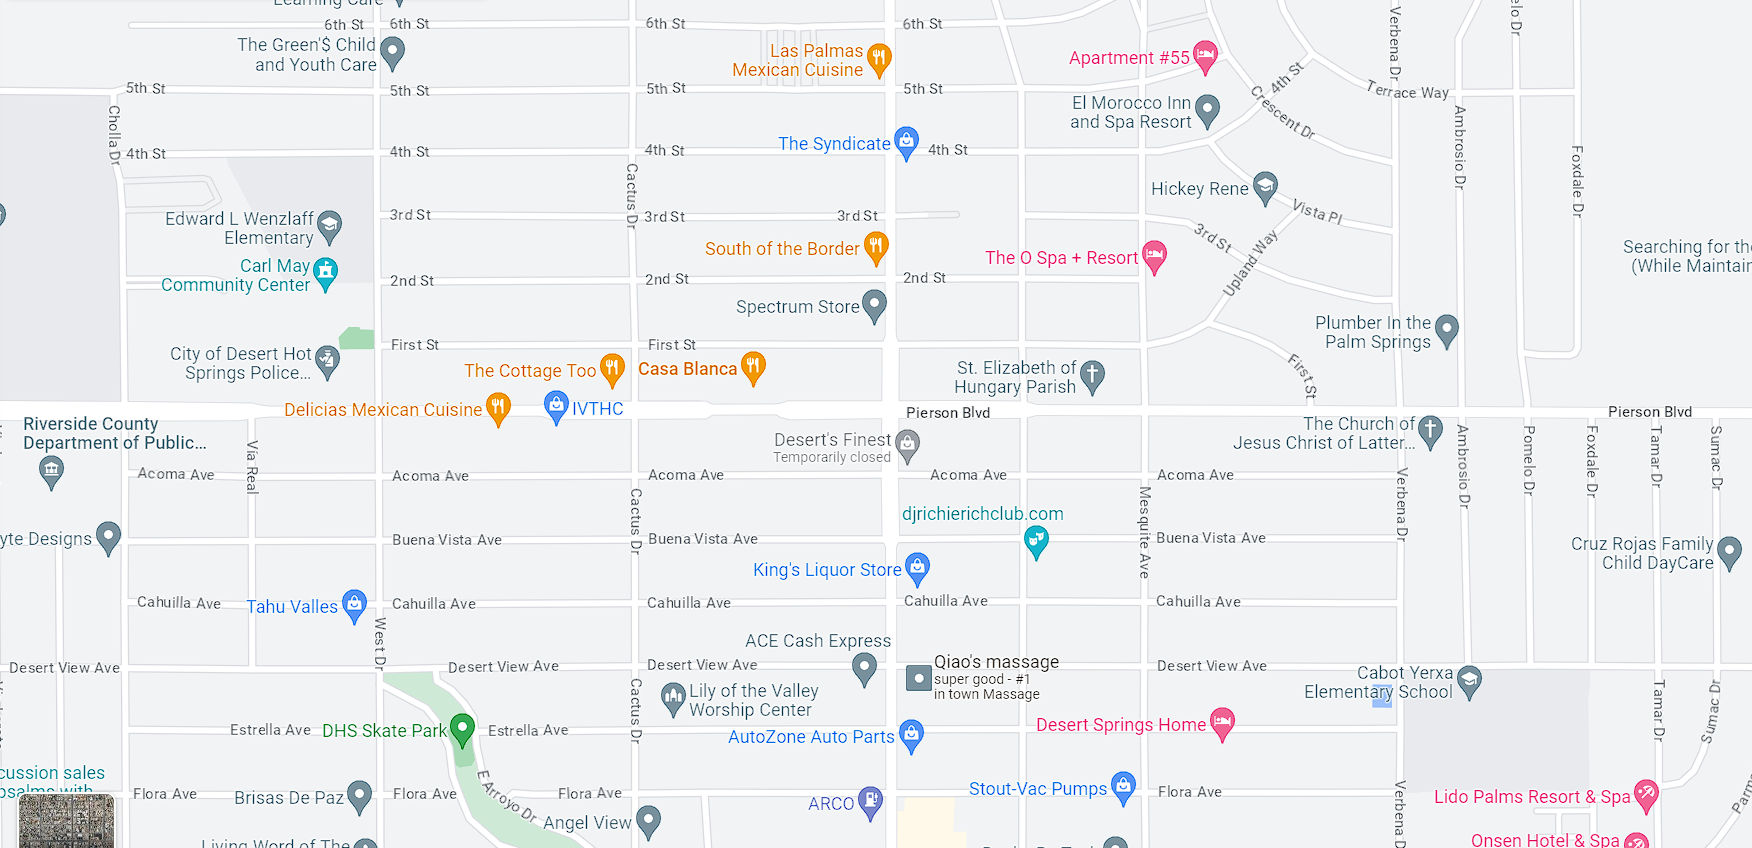 Learning Care
6th St
6th St
6th St
6th St
The Green'$ Child
and Youth Care
Las Palmas
Mexican Cuisine
Apartment #55
Verbena Dr
4th St
Terrace Way
5th St
5th St
5th St
5th St
El Morocco Inn
and Spa Resort
Crescent Dr
Cholla Dr
Ambrosio Dr
Foxdale Dr
4th St
4th St
4th St
The Syndicate
4th St
Cactus Dr
Hickey Rene
Vista Pl
Edward L Wenzlaff
Elementary
3rd St
3rd St
3rd St
3rd St
South of the Border
The O Spa + Resort
Upland Way
Searching for the
(While Maintain
Carl May
Community Center
2nd St
2nd St
2nd St
Spectrum Store
Plumber In the
Palm Springs
City of Desert Hot
Springs Police...
First St
First St
First St
The Cottage Too
Casa Blanca
St. Elizabeth of
Hungary Parish
Delicias Mexican Cuisine
IVTHC
Pierson Blvd
Pierson Blvd
Riverside County
Department of Public...
Desert's Finest
Temporarily closed
The Church of
Jesus Christ of Latter...
Via Real
Ambrosio Dr
Pomelo Dr
Foxdale Dr
Tamar Dr
Sumac Dr
Acoma Ave
Acoma Ave
Acoma Ave
Acoma Ave
Acoma Ave
Cactus Dr
Mesquite Ave
Verbena Dr
djrichierichclub.com
yte Designs
Buena Vista Ave
Buena Vista Ave
Buena Vista Ave
Cruz Rojas Family
Child DayCare
King's Liquor Store
Cahuilla Ave
Tahu Valles
Cahuilla Ave
Cahuilla Ave
Cahuilla Ave
Cahuilla Ave
West Dr
ACE Cash Express
Desert View Ave
Desert View Ave
Desert View Ave
Desert View Ave
Qiao's massage
super good - #1
in town Massage
Cabot Yerxa
Elementary School
Lily of the Valley
Worship Center
Cactus Dr
Tamar Dr
Sumac Dr
Estrella Ave
DHS Skate Park
Estrella Ave
AutoZone Auto Parts
Desert Springs Home
cussion sales
psalms with
Flora Ave
Brisas De Paz
Flora Ave
E Arroyo Dr
Flora Ave
ARCO
Stout-Vac Pumps
Flora Ave
Verbena D
Lido Palms Resort & Spa
Angel View
Living Word of The
Onsen Hotel & Spa